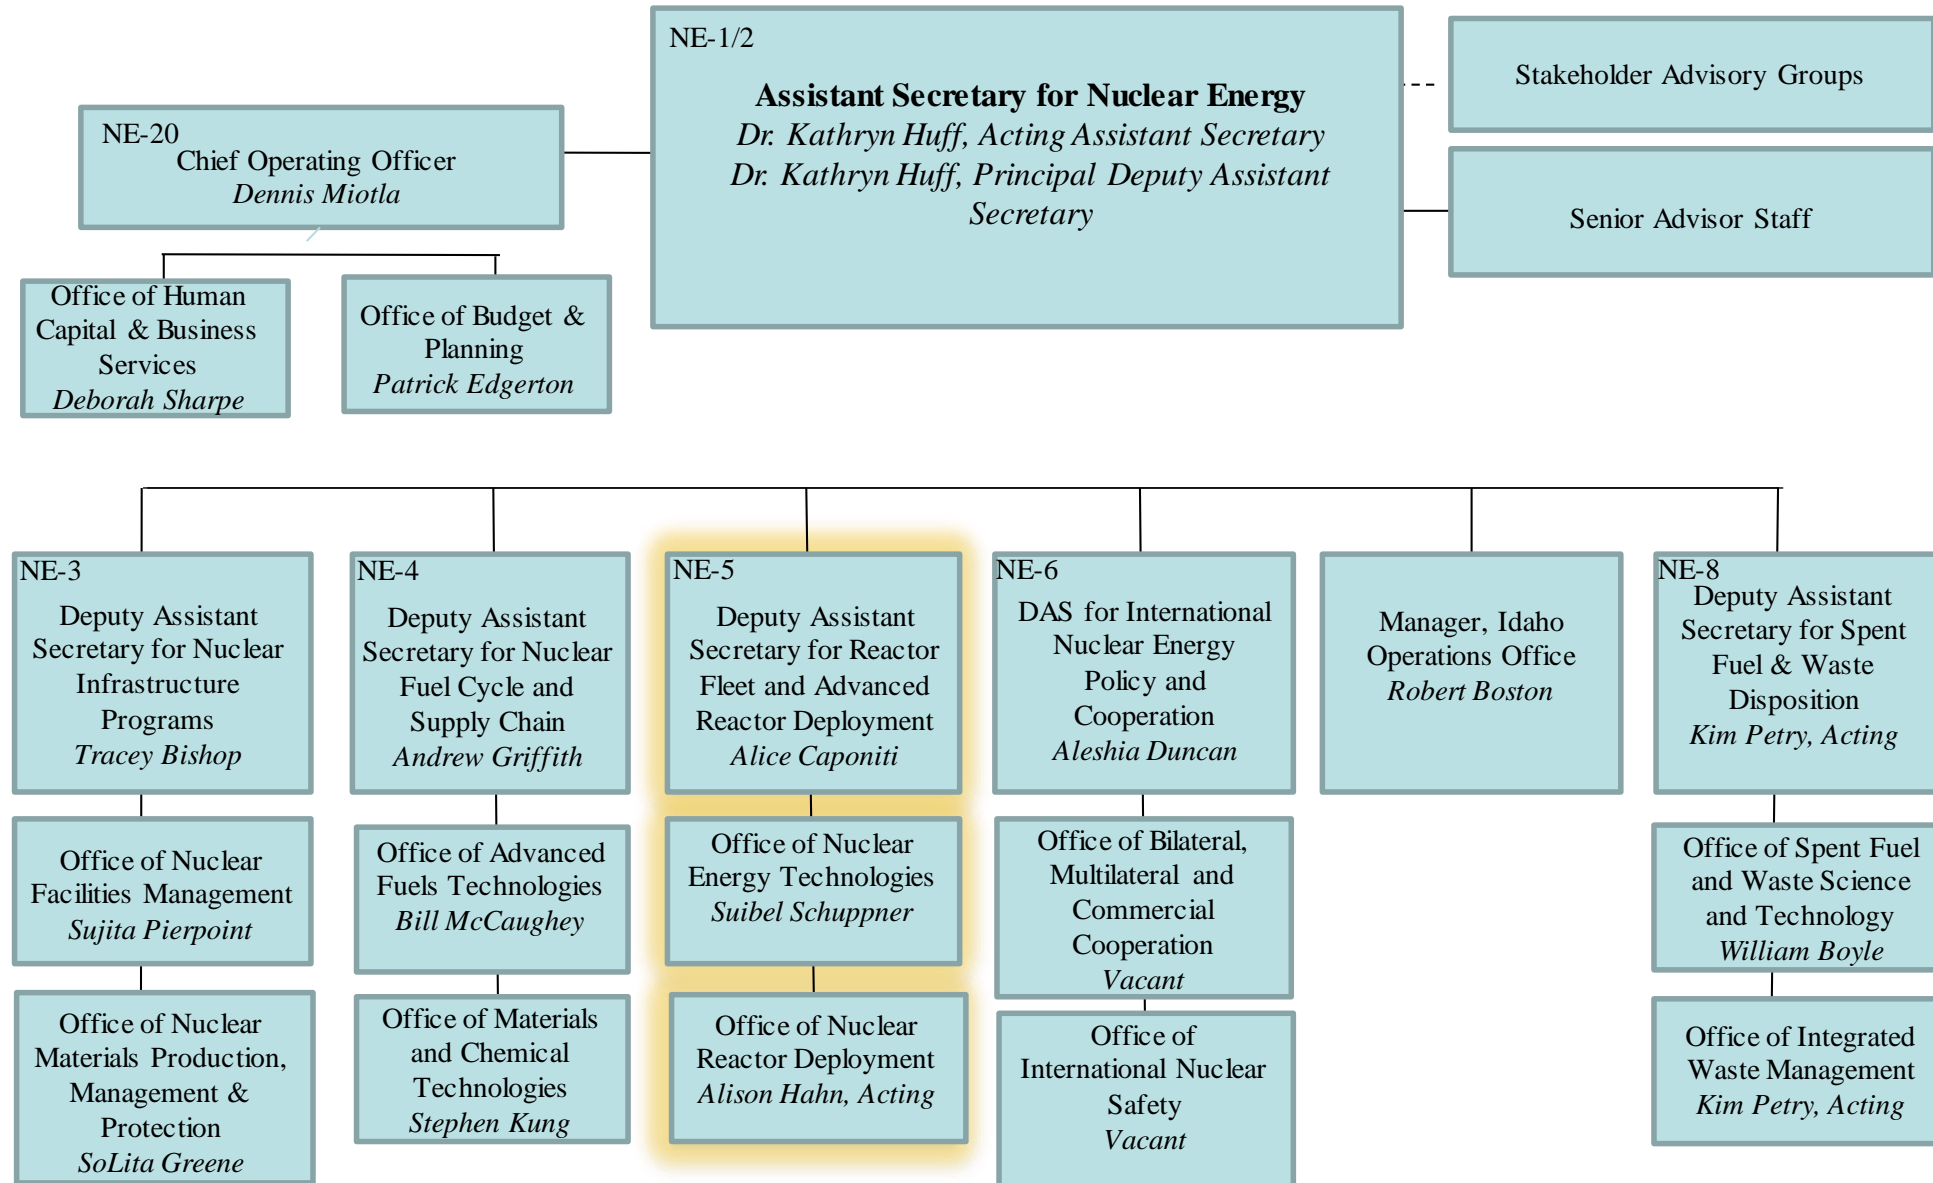 NE-1/2
Assistant Secretary for Nuclear Energy
Dr. Kathryn Huff, Acting Assistant Secretary
Dr. Kathryn Huff, Principal Deputy Assistant
Secretary
Stakeholder Advisory Groups
Senior Advisor Staff
NE-20
Chief Operating Officer
Dennis Miotla
Office of Human
Capital & Business
Services
Deborah Sharpe
Office of Budget &
Planning
Patrick Edgerton
NE-3
Deputy Assistant
Secretary for Nuclear
Infrastructure
Programs
Tracey Bishop
Office of Nuclear
Facilities Management
Sujita Pierpoint
Office of Nuclear
Materials Production,
Management &
Protection
SoLita Greene
NE-4
Deputy Assistant
Secretary for Nuclear
Fuel Cycle and
Supply Chain
Andrew Griffith
Office of Advanced
Fuels Technologies
Bill McCaughey
Office of Materials
and Chemical
Technologies
Stephen Kung
NE-5
Deputy Assistant
Secretary for Reactor
Fleet and Advanced
Reactor Deployment
Alice Caponiti
Office of Nuclear
Energy Technologies
Suibel Schuppner
Office of Nuclear
Reactor Deployment
Alison Hahn, Acting
NE-6
DAS for International
Nuclear Energy
Policy and
Cooperation
Aleshia Duncan
Office of Bilateral,
Multilateral and
Commercial
Cooperation
Vacant
Office of
International Nuclear
Safety
Vacant
Manager, Idaho
Operations Office
Robert Boston
NE-8
Deputy Assistant
Secretary for Spent
Fuel & Waste
Disposition
Kim Petry, Acting
Office of Spent Fuel
and Waste Science
and Technology
William Boyle
Office of Integrated
Waste Management
Kim Petry, Acting